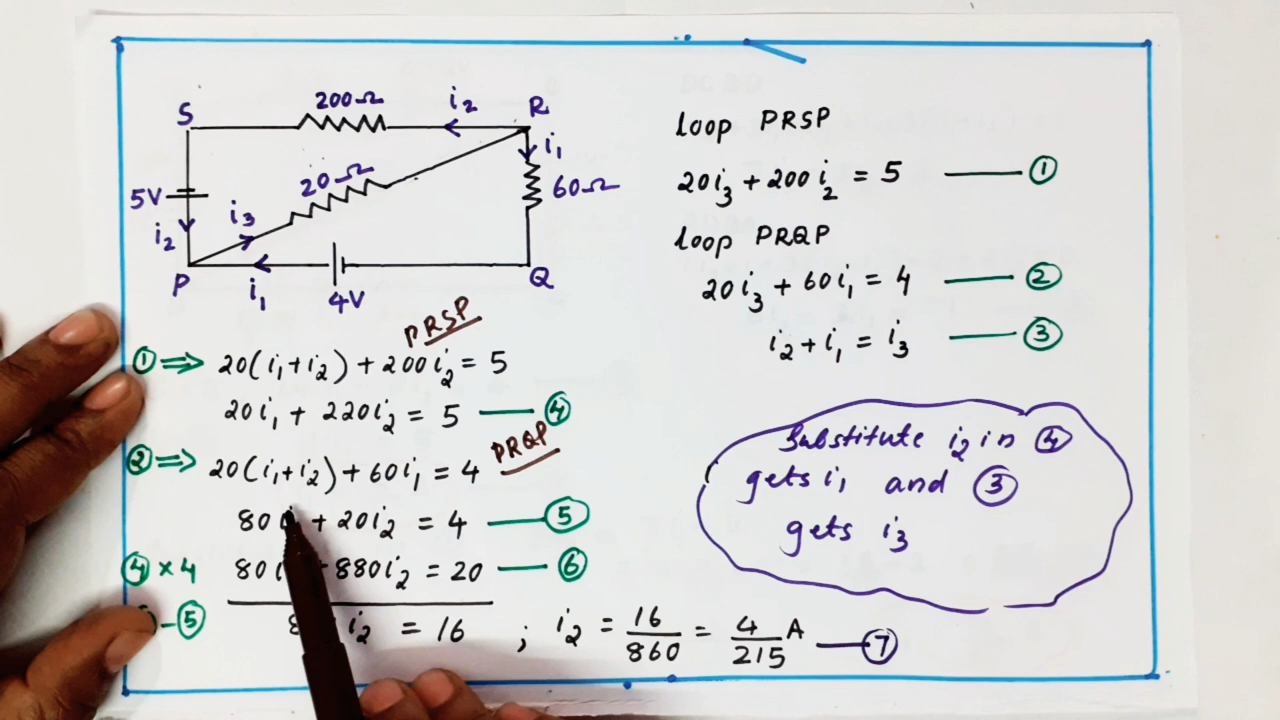 S 200Ω i₂ R
i₁
20Ω 60Ω
5V i₃
i₂
P i₁ 4V Q
loop PRSP
20i₃ + 200i₂ = 5 ①
loop PRQP
20i₃ + 60i₁ = 4 ②
i₂ + i₁ = i₃ ③
PRSP
① ⇒ 20(i₁+i₂) + 200i₂ = 5
20i₁ + 220i₂ = 5 ④
PRQP
② ⇒ 20(i₁+i₂) + 60i₁ = 4
80i + 20i₂ = 4 ⑤
④ × 4 80i 880i₂ = 20 ⑥
- ⑤ 8 i₂ = 16 ; i₂ = 16/860 = 4/215 A ⑦
Substitute i₂ in ④
gets i₁ and ③
gets i₃